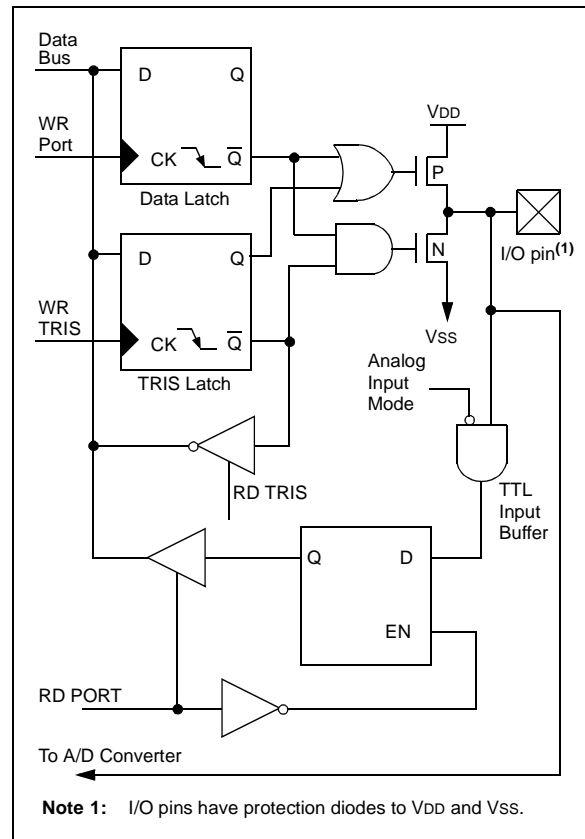 Data
Bus
D Q
WR
Port
CK Q
Data Latch
VDD
P
I/O pin(1)
D Q
N
WR
TRIS
CK Q
TRIS Latch
VSS
Analog
Input
Mode
RD TRIS
TTL
Input
Buffer
Q D
EN
RD PORT
To A/D Converter
Note 1: I/O pins have protection diodes to VDD and VSS.